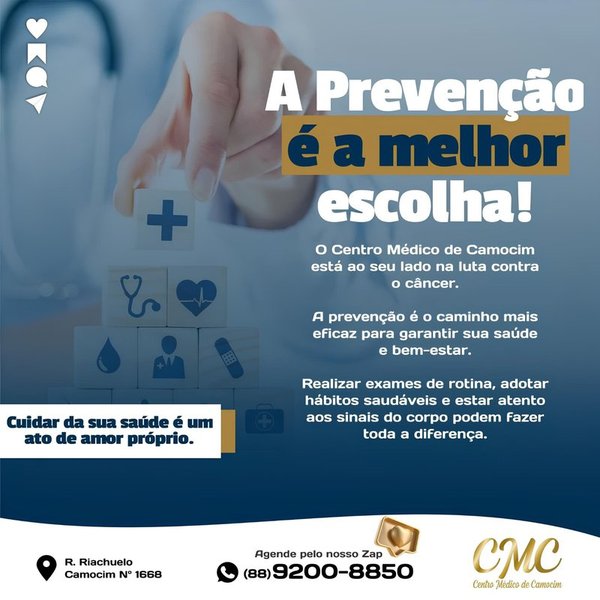 A Prevenção
é a melhor
escolha!
O Centro Médico de Camocim
está ao seu lado na luta contra
o câncer.
A prevenção é o caminho mais
eficaz para garantir sua saúde
e bem-estar.
Realizar exames de rotina, adotar
hábitos saudáveis e estar atento
aos sinais do corpo podem fazer
toda a diferença.
Cuidar da sua saúde é um
ato de amor próprio.
R. Riachuelo
Camocim Nº 1668
Agende pelo nosso Zap
(88)9200-8850
CMC
Centro Médico de Camocim